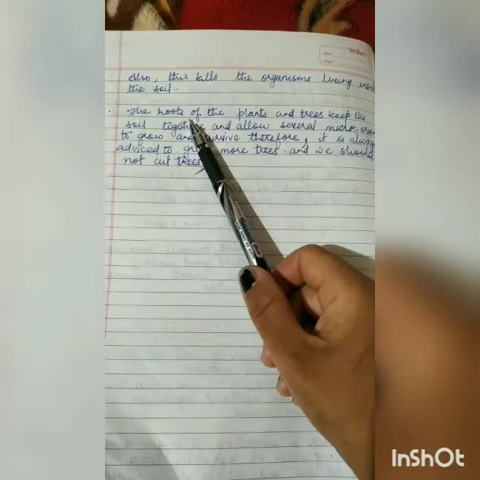 Also, this kills the organisms living insi
the soil.
The roots of the plants and trees keep the
soil together and allow several micro-
to grow and survive therefore, it is always
adviced to grow more trees. and we should
not cut trees
InShOt